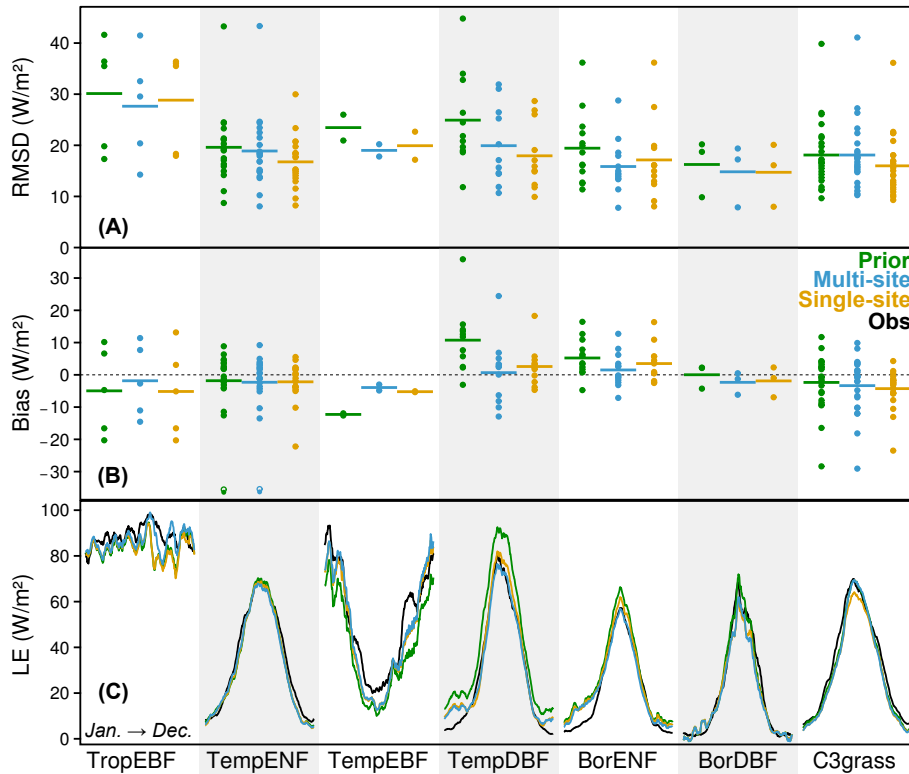 40
30
20
10
0
RMSD (W/m²)
(A)
Prior
Multi-site
Single-site
Obs
30
20
10
0
−10
−20
−30
Bias (W/m²)
(B)
100
80
60
40
20
0
LE (W/m²)
(C)
Jan. → Dec.
TropEBF TempENF TempEBF TempDBF BorENF BorDBF C3grass